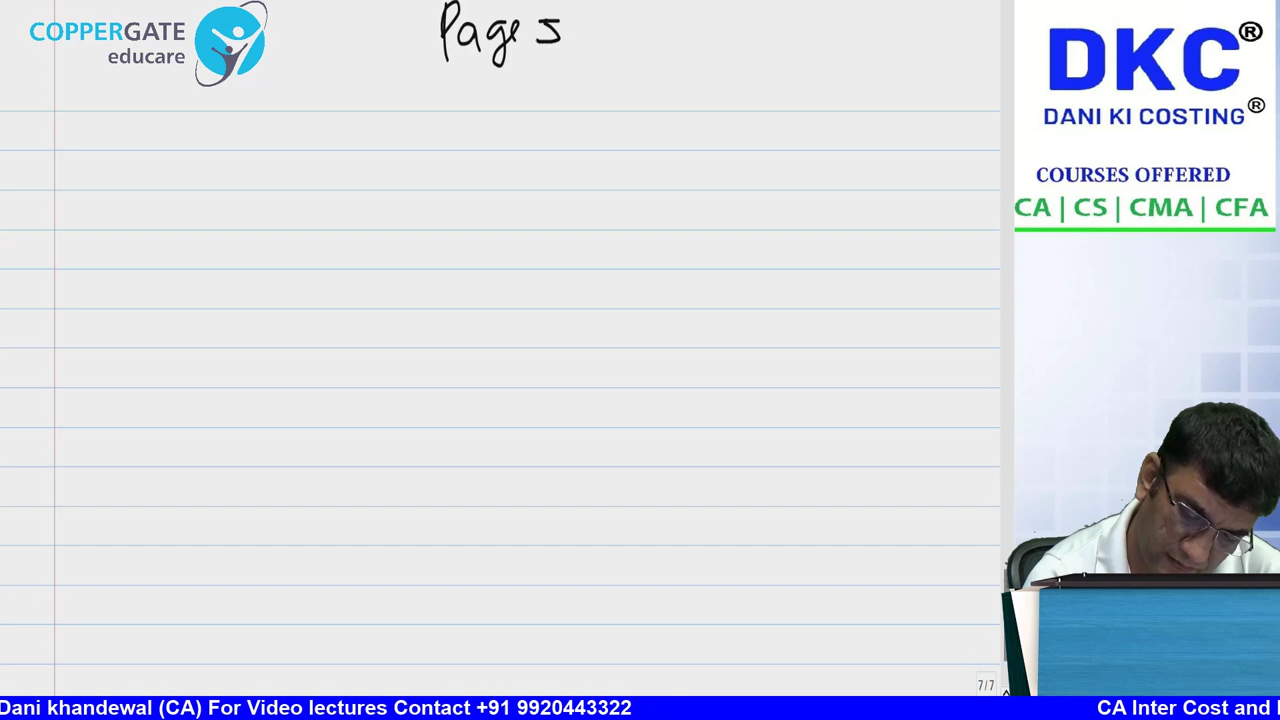 COPPERGATE
educare
Page 5
DKC®
DANI KI COSTING®
COURSES OFFERED
CA | CS | CMA | CFA
7/7
Dani khandewal (CA) For Video lectures Contact +91 9920443322
CA Inter Cost and